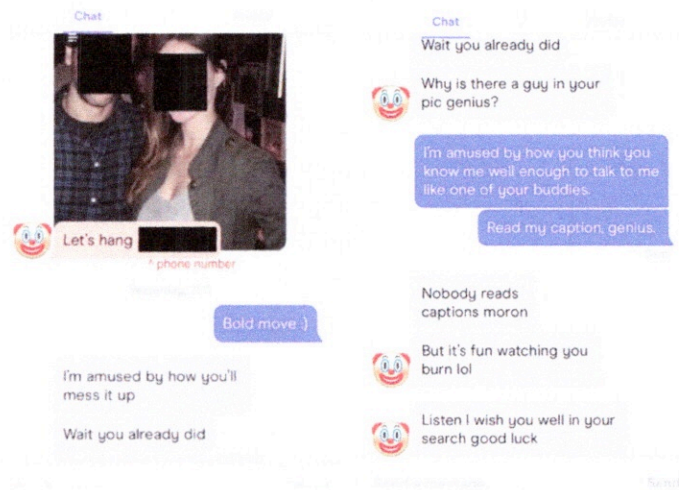 Chat
Let's hang
* phone number
Bold move :)
I'm amused by how you'll
mess it up
Wait you already did
Chat
Wait you already did
Why is there a guy in your
pic genius?
I'm amused by how you think you
know me well enough to talk to me
like one of your buddies.
Read my caption, genius.
Nobody reads
captions moron
But it's fun watching you
burn lol
Listen I wish you well in your
search good luck
Send